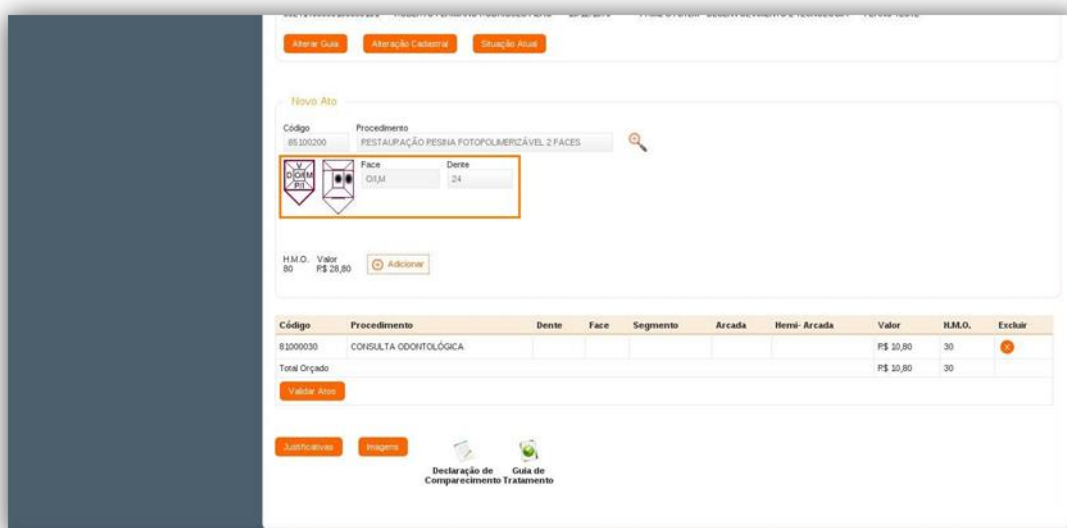 Alterar Guia Alteração Cadastral Situação Atual
Novo Ato
Código Procedimento
85100200 RESTAURAÇÃO RESINA FOTOPOLIMERIZÁVEL 2 FACES
Face Dente
V
D O/I M
P/I
O/I,M 24
H.M.O. Valor
80 R$ 28,80 Adicionar
Código Procedimento Dente Face Segmento Arcada Hemi- Arcada Valor H.M.O. Excluir
81000030 CONSULTA ODONTOLÓGICA R$ 10,80 30 X
Total Orçado R$ 10,80 30
Validar Atos
Justificativas Imagens
Declaração de Guia de
Comparecimento Tratamento